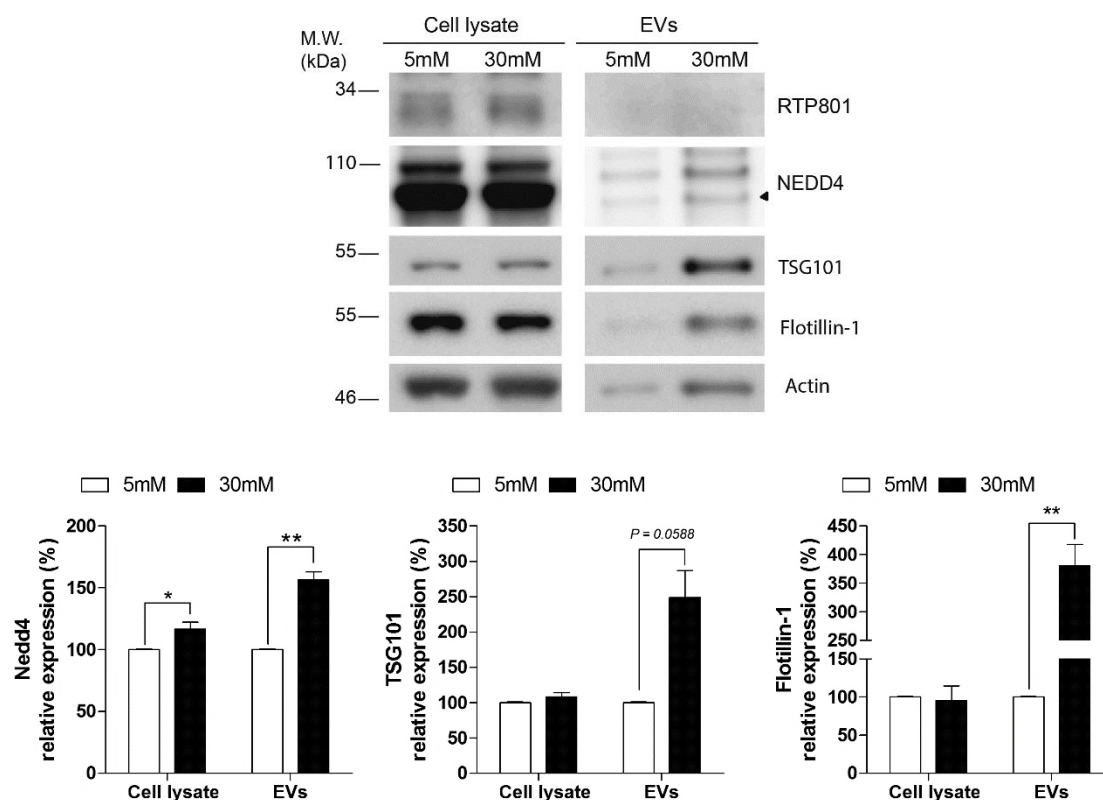 Cell lysate EVs
M.W.
(kDa)
5mM 30mM 5mM 30mM
34 RTP801
110 NEDD4
55 TSG101
55 Flotillin-1
46 Actin
5mM 30mM
Nedd4
relative expression (%)
200
150
100
50
0
*
**
Cell lysate EVs
5mM 30mM
TSG101
relative expression (%)
350
300
250
200
150
100
50
0
P = 0.0588
Cell lysate EVs
5mM 30mM
Flotillin-1
relative expression (%)
450
400
350
300
250
450
100
50
0
**
Cell lysate EVs